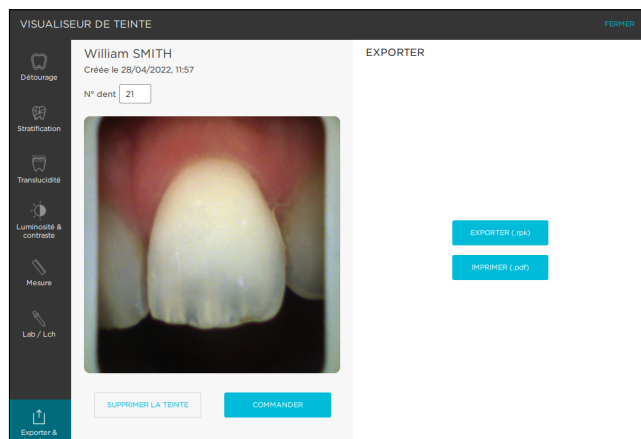 VISUALISEUR DE TEINTE
FERMER
Détourage
Stratification
Translucidité
Luminosité &
contraste
Mesure
Lab / Lch
Exporter &
William SMITH
Créée le 28/04/2022, 11:57
N° dent 21
SUPPRIMER LA TEINTE
COMMANDER
EXPORTER
EXPORTER (.rpk)
IMPRIMER (.pdf)